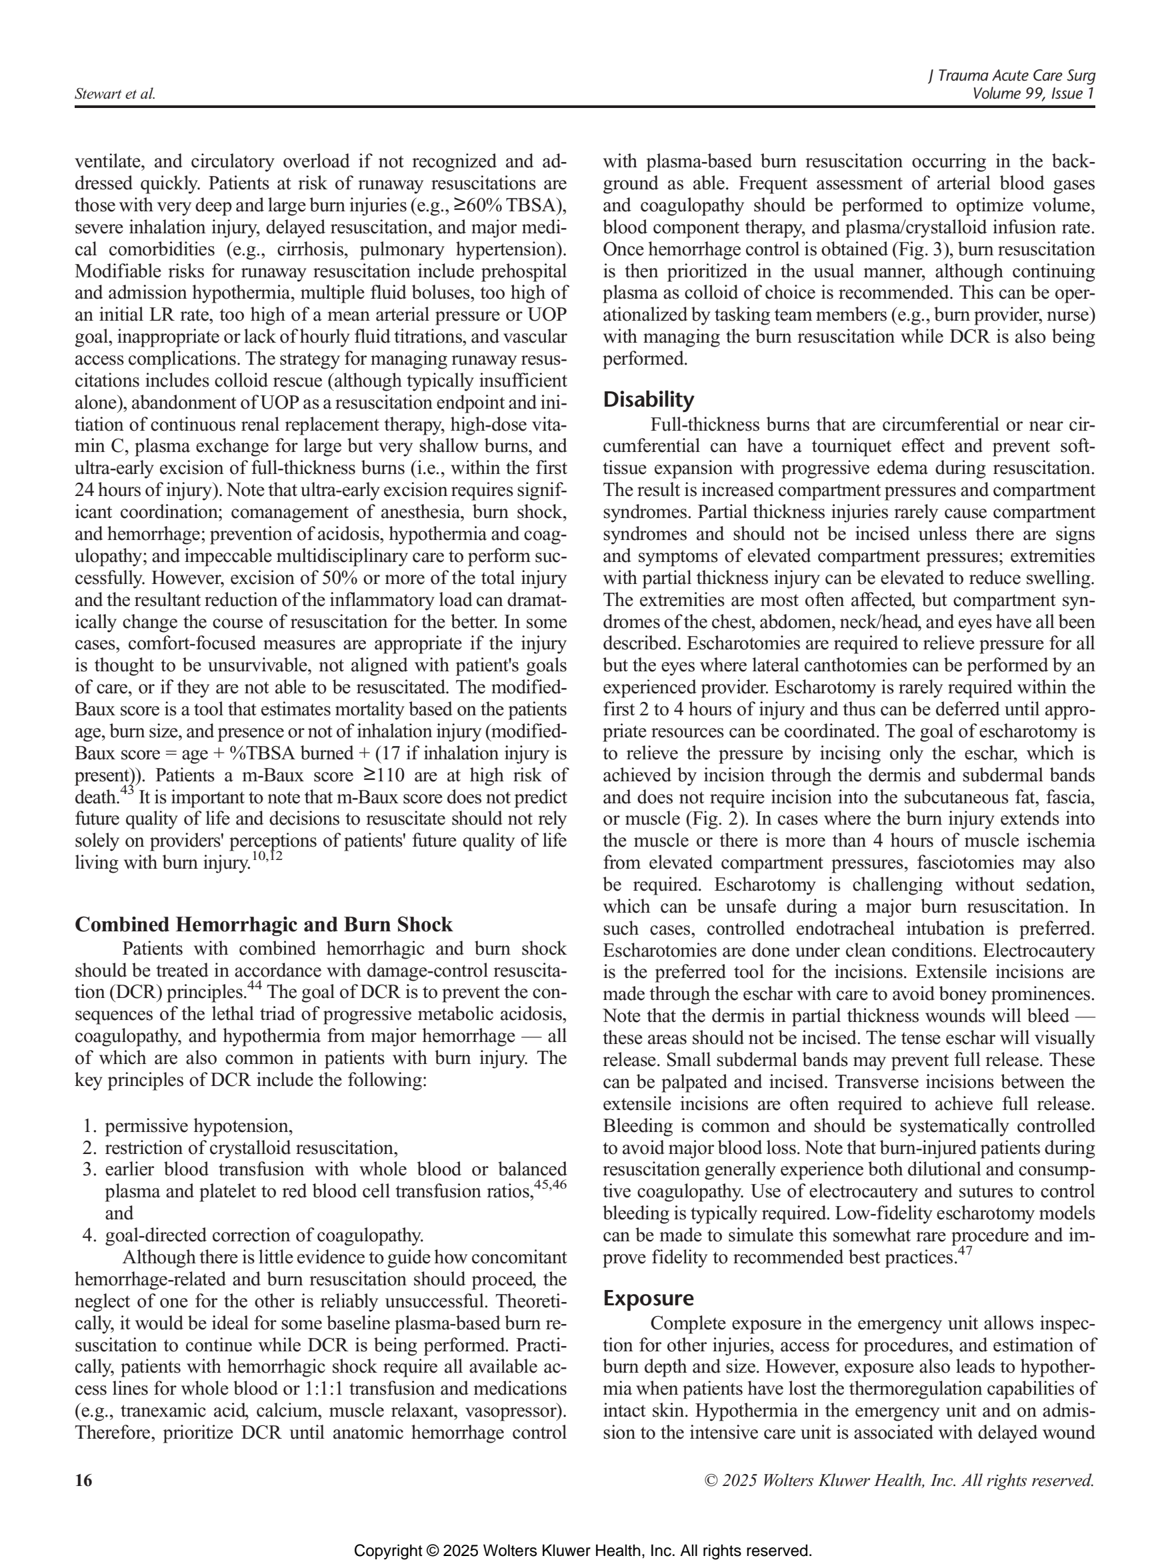 Stewart et al.
J Trauma Acute Care Surg
Volume 99, Issue 1
ventilate, and circulatory overload if not recognized and ad-
dressed quickly. Patients at risk of runaway resuscitations are
those with very deep and large burn injuries (e.g., ≥60% TBSA),
severe inhalation injury, delayed resuscitation, and major medi-
cal comorbidities (e.g., cirrhosis, pulmonary hypertension).
Modifiable risks for runaway resuscitation include prehospital
and admission hypothermia, multiple fluid boluses, too high of
an initial LR rate, too high of a mean arterial pressure or UOP
goal, inappropriate or lack of hourly fluid titrations, and vascular
access complications. The strategy for managing runaway resus-
citations includes colloid rescue (although typically insufficient
alone), abandonment of UOP as a resuscitation endpoint and ini-
tiation of continuous renal replacement therapy, high-dose vita-
min C, plasma exchange for large but very shallow burns, and
ultra-early excision of full-thickness burns (i.e., within the first
24 hours of injury). Note that ultra-early excision requires signif-
icant coordination; comanagement of anesthesia, burn shock,
and hemorrhage; prevention of acidosis, hypothermia and coag-
ulopathy; and impeccable multidisciplinary care to perform suc-
cessfully. However, excision of 50% or more of the total injury
and the resultant reduction of the inflammatory load can dramat-
ically change the course of resuscitation for the better. In some
cases, comfort-focused measures are appropriate if the injury
is thought to be unsurvivable, not aligned with patient's goals
of care, or if they are not able to be resuscitated. The modified-
Baux score is a tool that estimates mortality based on the patients
age, burn size, and presence or not of inhalation injury (modified-
Baux score = age + %TBSA burned + (17 if inhalation injury is
present)). Patients a m-Baux score ≥110 are at high risk of
death.43 It is important to note that m-Baux score does not predict
future quality of life and decisions to resuscitate should not rely
solely on providers' perceptions of patients' future quality of life
living with burn injury.10,12
Combined Hemorrhagic and Burn Shock
Patients with combined hemorrhagic and burn shock
should be treated in accordance with damage-control resuscita-
tion (DCR) principles.44 The goal of DCR is to prevent the con-
sequences of the lethal triad of progressive metabolic acidosis,
coagulopathy, and hypothermia from major hemorrhage — all
of which are also common in patients with burn injury. The
key principles of DCR include the following:
1. permissive hypotension,
2. restriction of crystalloid resuscitation,
3. earlier blood transfusion with whole blood or balanced
plasma and platelet to red blood cell transfusion ratios,45,46
and
4. goal-directed correction of coagulopathy.
Although there is little evidence to guide how concomitant
hemorrhage-related and burn resuscitation should proceed, the
neglect of one for the other is reliably unsuccessful. Theoreti-
cally, it would be ideal for some baseline plasma-based burn re-
suscitation to continue while DCR is being performed. Practi-
cally, patients with hemorrhagic shock require all available ac-
cess lines for whole blood or 1:1:1 transfusion and medications
(e.g., tranexamic acid, calcium, muscle relaxant, vasopressor).
Therefore, prioritize DCR until anatomic hemorrhage control
with plasma-based burn resuscitation occurring in the back-
ground as able. Frequent assessment of arterial blood gases
and coagulopathy should be performed to optimize volume,
blood component therapy, and plasma/crystalloid infusion rate.
Once hemorrhage control is obtained (Fig. 3), burn resuscitation
is then prioritized in the usual manner, although continuing
plasma as colloid of choice is recommended. This can be oper-
ationalized by tasking team members (e.g., burn provider, nurse)
with managing the burn resuscitation while DCR is also being
performed.
Disability
Full-thickness burns that are circumferential or near cir-
cumferential can have a tourniquet effect and prevent soft-
tissue expansion with progressive edema during resuscitation.
The result is increased compartment pressures and compartment
syndromes. Partial thickness injuries rarely cause compartment
syndromes and should not be incised unless there are signs
and symptoms of elevated compartment pressures; extremities
with partial thickness injury can be elevated to reduce swelling.
The extremities are most often affected, but compartment syn-
dromes of the chest, abdomen, neck/head, and eyes have all been
described. Escharotomies are required to relieve pressure for all
but the eyes where lateral canthotomies can be performed by an
experienced provider. Escharotomy is rarely required within the
first 2 to 4 hours of injury and thus can be deferred until appro-
priate resources can be coordinated. The goal of escharotomy is
to relieve the pressure by incising only the eschar, which is
achieved by incision through the dermis and subdermal bands
and does not require incision into the subcutaneous fat, fascia,
or muscle (Fig. 2). In cases where the burn injury extends into
the muscle or there is more than 4 hours of muscle ischemia
from elevated compartment pressures, fasciotomies may also
be required. Escharotomy is challenging without sedation,
which can be unsafe during a major burn resuscitation. In
such cases, controlled endotracheal intubation is preferred.
Escharotomies are done under clean conditions. Electrocautery
is the preferred tool for the incisions. Extensile incisions are
made through the eschar with care to avoid boney prominences.
Note that the dermis in partial thickness wounds will bleed —
these areas should not be incised. The tense eschar will visually
release. Small subdermal bands may prevent full release. These
can be palpated and incised. Transverse incisions between the
extensile incisions are often required to achieve full release.
Bleeding is common and should be systematically controlled
to avoid major blood loss. Note that burn-injured patients during
resuscitation generally experience both dilutional and consump-
tive coagulopathy. Use of electrocautery and sutures to control
bleeding is typically required. Low-fidelity escharotomy models
can be made to simulate this somewhat rare procedure and im-
prove fidelity to recommended best practices.47
Exposure
Complete exposure in the emergency unit allows inspec-
tion for other injuries, access for procedures, and estimation of
burn depth and size. However, exposure also leads to hypother-
mia when patients have lost the thermoregulation capabilities of
intact skin. Hypothermia in the emergency unit and on admis-
sion to the intensive care unit is associated with delayed wound
16
© 2025 Wolters Kluwer Health, Inc. All rights reserved.
Copyright © 2025 Wolters Kluwer Health, Inc. All rights reserved.